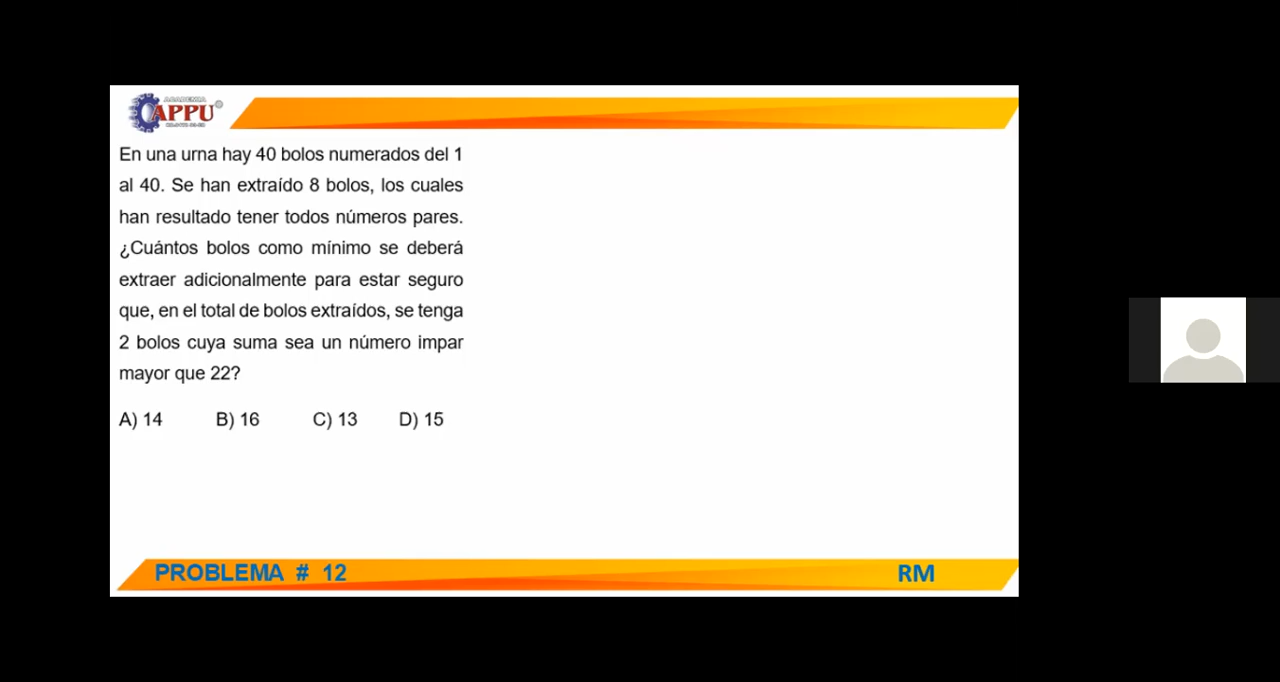 ACADEMIA
APPU
En una urna hay 40 bolos numerados del 1
al 40. Se han extraído 8 bolos, los cuales
han resultado tener todos números pares.
¿Cuántos bolos como mínimo se deberá
extraer adicionalmente para estar seguro
que, en el total de bolos extraídos, se tenga
2 bolos cuya suma sea un número impar
mayor que 22?
A) 14 B) 16 C) 13 D) 15
PROBLEMA # 12 RM